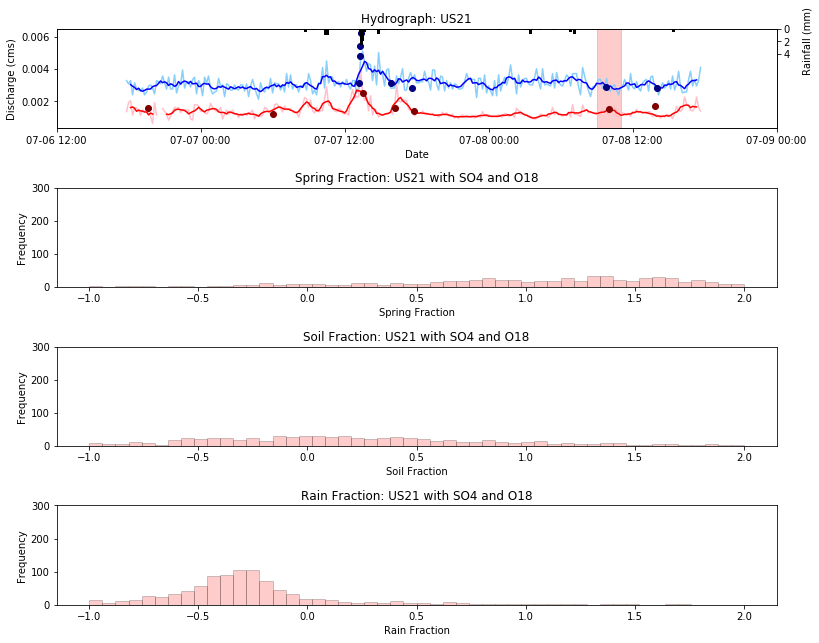 Hydrograph: US21
0.006
0.004
0.002
Discharge (cms)
0
2
4
Rainfall (mm)
07-06 12:00 07-07 00:00 07-07 12:00 07-08 00:00 07-08 12:00 07-09 00:00
Date
Spring Fraction: US21 with SO4 and O18
300
200
100
0
Frequency
−1.0 −0.5 0.0 0.5 1.0 1.5 2.0
Spring Fraction
Soil Fraction: US21 with SO4 and O18
300
200
100
0
Frequency
−1.0 −0.5 0.0 0.5 1.0 1.5 2.0
Soil Fraction
Rain Fraction: US21 with SO4 and O18
300
200
100
0
Frequency
−1.0 −0.5 0.0 0.5 1.0 1.5 2.0
Rain Fraction